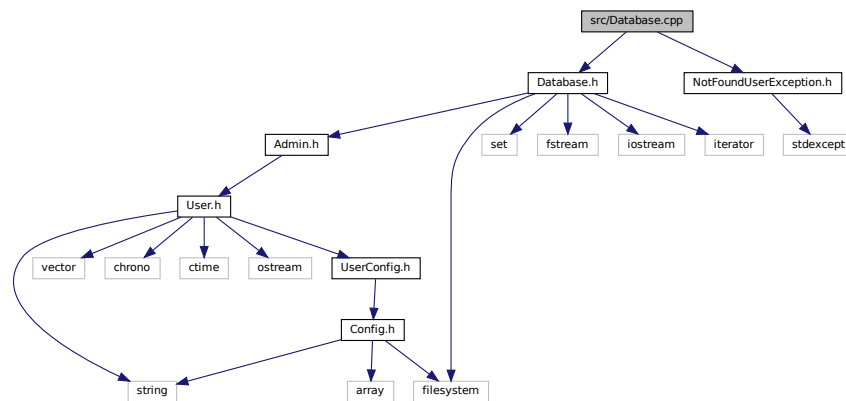 src/Database.cpp
Database.h
NotFoundUserException.h
Admin.h
set
fstream
iostream
iterator
stdexcept
User.h
vector
chrono
ctime
ostream
UserConfig.h
Config.h
string
array
filesystem